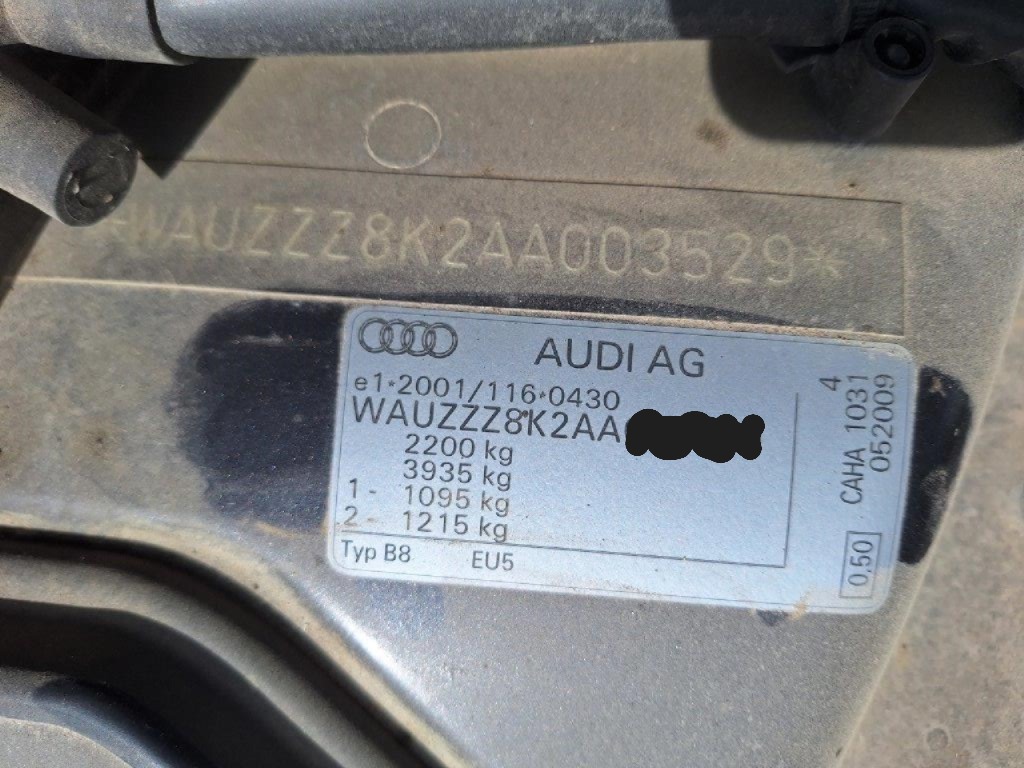 *WAUZZZ8K2AA003529*
AUDI AG
e1*2001/116*0430
WAUZZZ8K2AA
2200 kg
3935 kg
1 - 1095 kg
2 - 1215 kg
Typ B8 EU5
4
CAHA 1031
052009
0.50